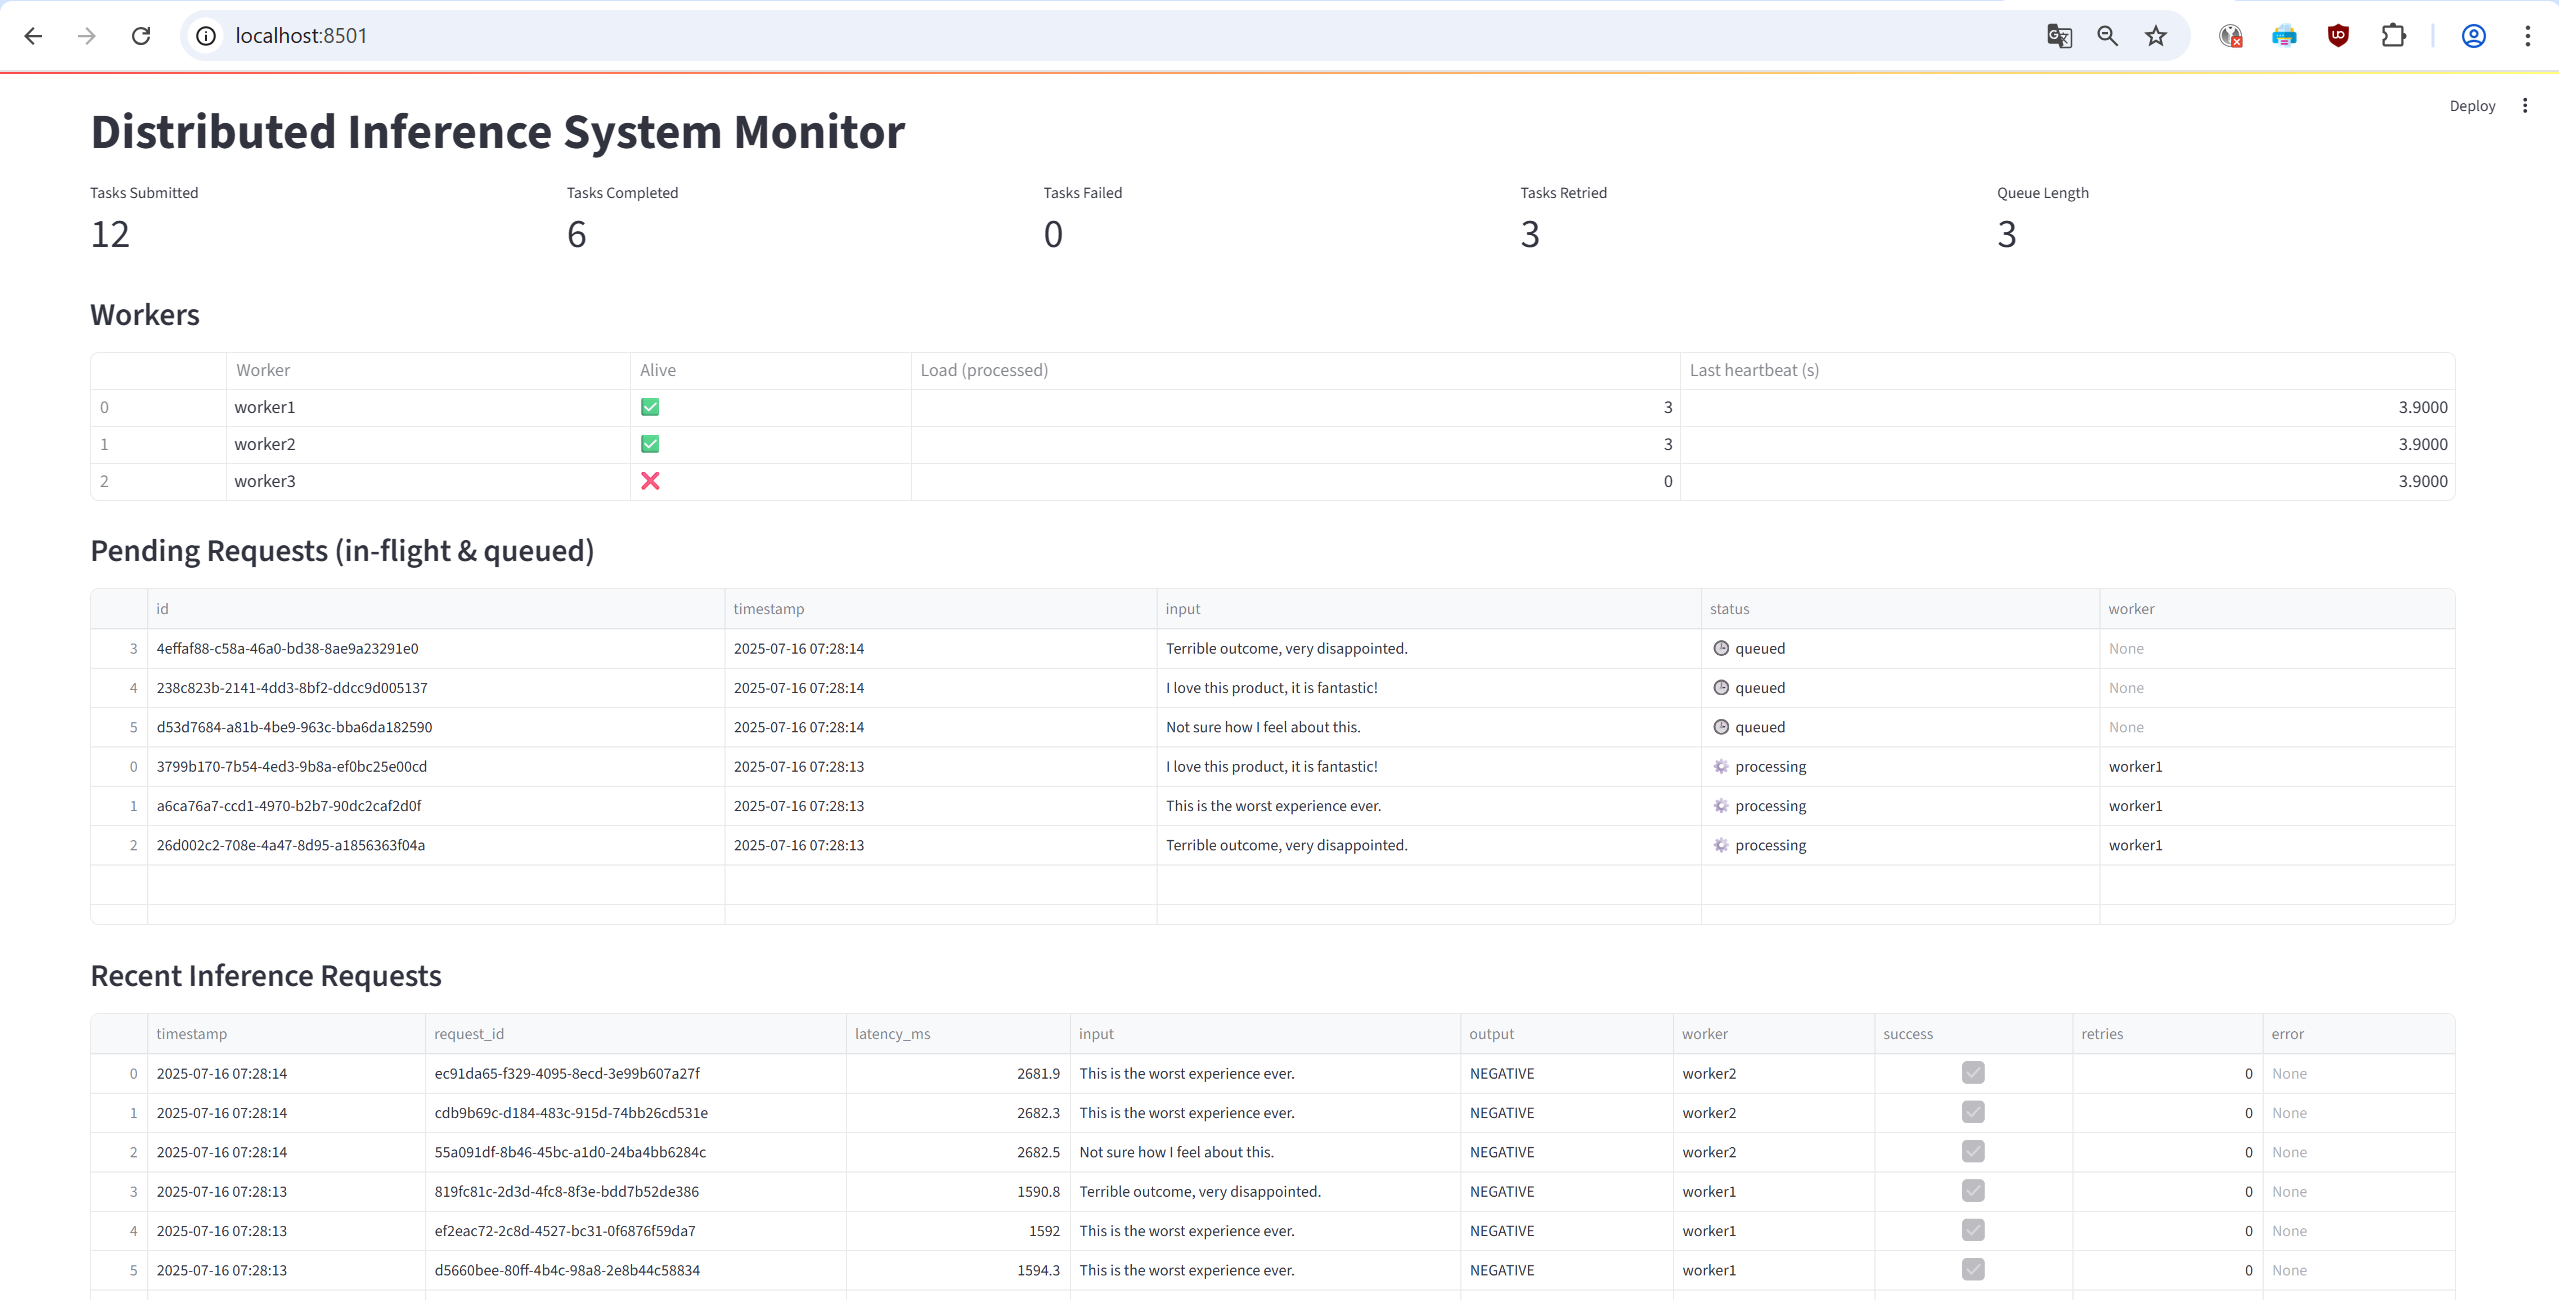 localhost:8501
Deploy
Distributed Inference System Monitor
Tasks Submitted Tasks Completed Tasks Failed Tasks Retried Queue Length
12 6 0 3 3
Workers
Worker Alive Load (processed) Last heartbeat (s)
0 worker1 ✅ 3 3.9000
1 worker2 ✅ 3 3.9000
2 worker3 ❌ 0 3.9000
Pending Requests (in-flight & queued)
id timestamp input status worker
3 4effaf88-c58a-46a0-bd38-8ae9a23291e0 2025-07-16 07:28:14 Terrible outcome, very disappointed. queued None
4 238c823b-2141-4dd3-8bf2-ddcc9d005137 2025-07-16 07:28:14 I love this product, it is fantastic! queued None
5 d53d7684-a81b-4be9-963c-bba6da182590 2025-07-16 07:28:14 Not sure how I feel about this. queued None
0 3799b170-7b54-4ed3-9b8a-ef0bc25e00cd 2025-07-16 07:28:13 I love this product, it is fantastic! processing worker1
1 a6ca76a7-ccd1-4970-b2b7-90dc2caf2d0f 2025-07-16 07:28:13 This is the worst experience ever. processing worker1
2 26d002c2-708e-4a47-8d95-a1856363f04a 2025-07-16 07:28:13 Terrible outcome, very disappointed. processing worker1
Recent Inference Requests
timestamp request_id latency_ms input output worker success retries error
0 2025-07-16 07:28:14 ec91da65-f329-4095-8ecd-3e99b607a27f 2681.9 This is the worst experience ever. NEGATIVE worker2 0 None
1 2025-07-16 07:28:14 cdb9b69c-d184-483c-915d-74bb26cd531e 2682.3 This is the worst experience ever. NEGATIVE worker2 0 None
2 2025-07-16 07:28:14 55a091df-8b46-45bc-a1d0-24ba4bb6284c 2682.5 Not sure how I feel about this. NEGATIVE worker2 0 None
3 2025-07-16 07:28:13 819fc81c-2d3d-4fc8-8f3e-bdd7b52de386 1590.8 Terrible outcome, very disappointed. NEGATIVE worker1 0 None
4 2025-07-16 07:28:13 ef2eac72-2c8d-4527-bc31-0f6876f59da7 1592 This is the worst experience ever. NEGATIVE worker1 0 None
5 2025-07-16 07:28:13 d5660bee-80ff-4b4c-98a8-2e8b44c58834 1594.3 This is the worst experience ever. NEGATIVE worker1 0 None